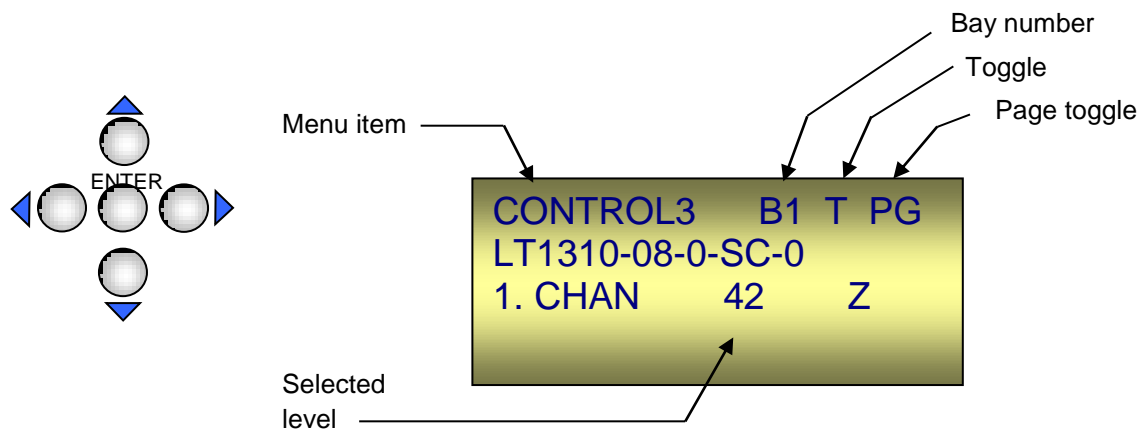 Bay number
Toggle
Page toggle
Menu item
ENTER
CONTROL3 B1 T PG
LT1310-08-0-SC-0
1. CHAN 42 Z
Selected
level